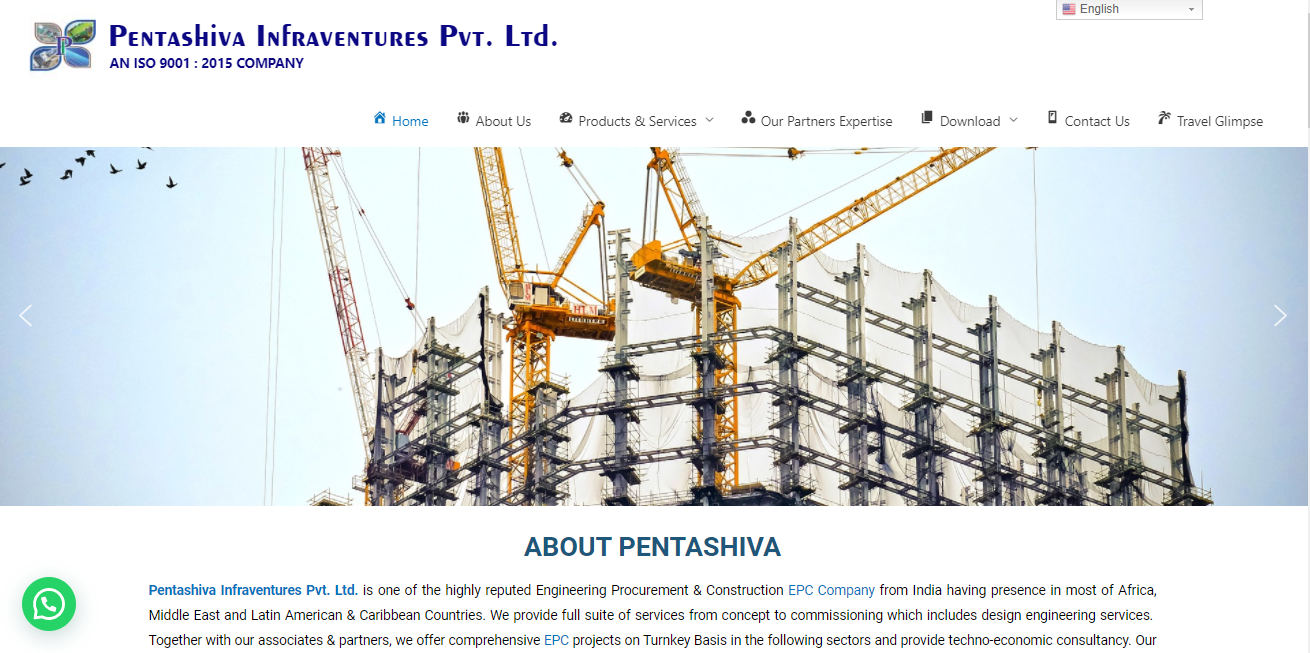 English
Pentashiva Infraventures Pvt. Ltd.
AN ISO 9001 : 2015 COMPANY
Home About Us Products & Services Our Partners Expertise Download Contact Us Travel Glimpse
ABOUT PENTASHIVA
Pentashiva Infraventures Pvt. Ltd. is one of the highly reputed Engineering Procurement & Construction EPC Company from India having presence in most of Africa,
Middle East and Latin American & Caribbean Countries. We provide full suite of services from concept to commissioning which includes design engineering services.
Together with our associates & partners, we offer comprehensive EPC projects on Turnkey Basis in the following sectors and provide techno-economic consultancy. Our